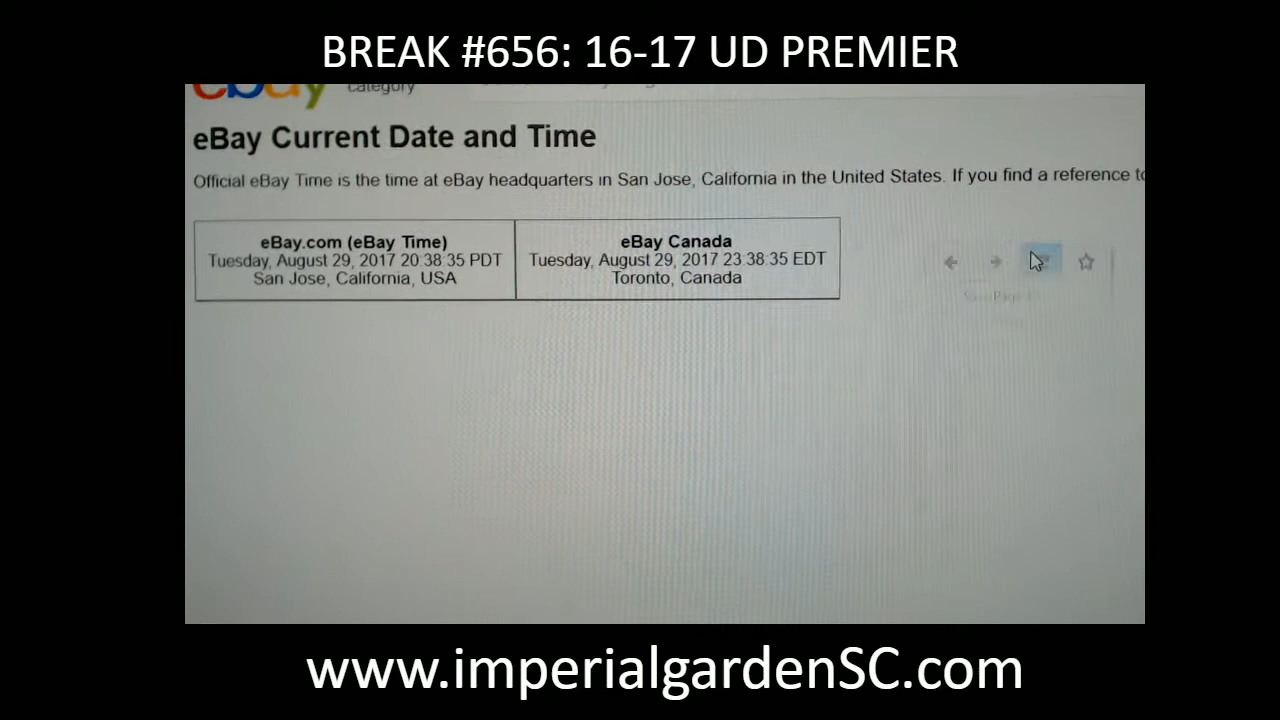 BREAK #656: 16-17 UD PREMIER
ebay category
eBay Current Date and Time
Official eBay Time is the time at eBay headquarters in San Jose, California in the United States. If you find a reference to
eBay.com (eBay Time)
Tuesday, August 29, 2017 20:38:35 PDT
San Jose, California, USA
eBay Canada
Tuesday, August 29, 2017 23:38:35 EDT
Toronto, Canada
www.imperialgardenSC.com